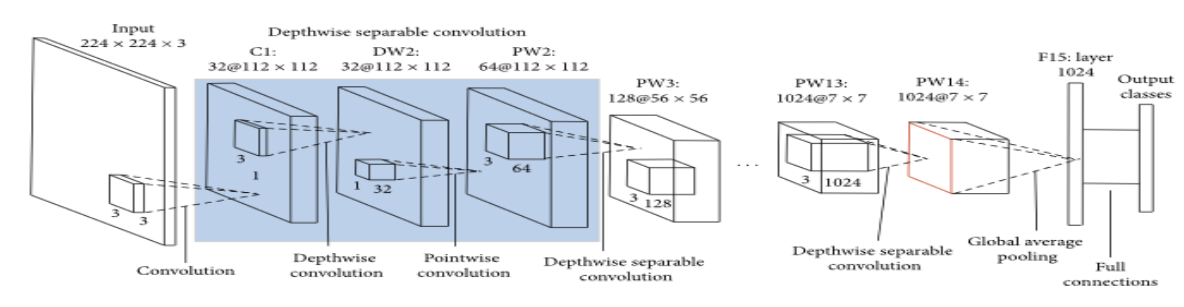 Input
224 × 224 × 3
Depthwise separable convolution
C1:
32@112 × 112
DW2:
32@112 × 112
PW2:
64@112 × 112
PW3:
128@56 × 56
PW13:
1024@7 × 7
PW14:
1024@7 × 7
F15: layer
1024
Output
classes
3
3
3
1
1
32
3
64
3
128
...
3
1024
Convolution
Depthwise
convolution
Pointwise
convolution
Depthwise separable
convolution
Depthwise separable
convolution
Global average
pooling
Full
connections